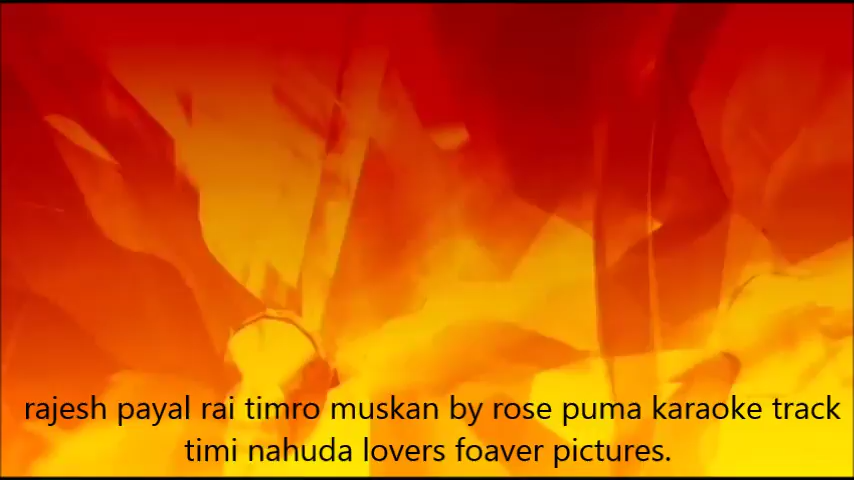 rajesh payal rai timro muskan by rose puma karaoke track
timi nahuda lovers foaver pictures.